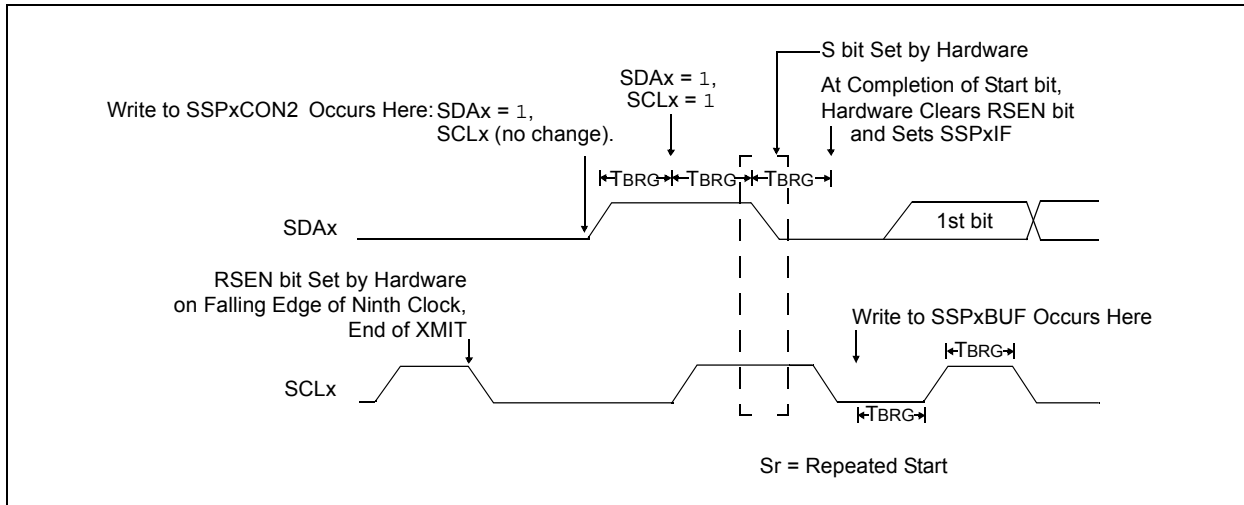 S bit Set by Hardware
SDAx = 1,
SCLx = 1
At Completion of Start bit,
Hardware Clears RSEN bit
and Sets SSPxIF
Write to SSPxCON2 Occurs Here: SDAx = 1,
SCLx (no change).
TBRG TBRG TBRG
SDAx
1st bit
RSEN bit Set by Hardware
on Falling Edge of Ninth Clock,
End of XMIT
Write to SSPxBUF Occurs Here
TBRG
SCLx
TBRG
Sr = Repeated Start